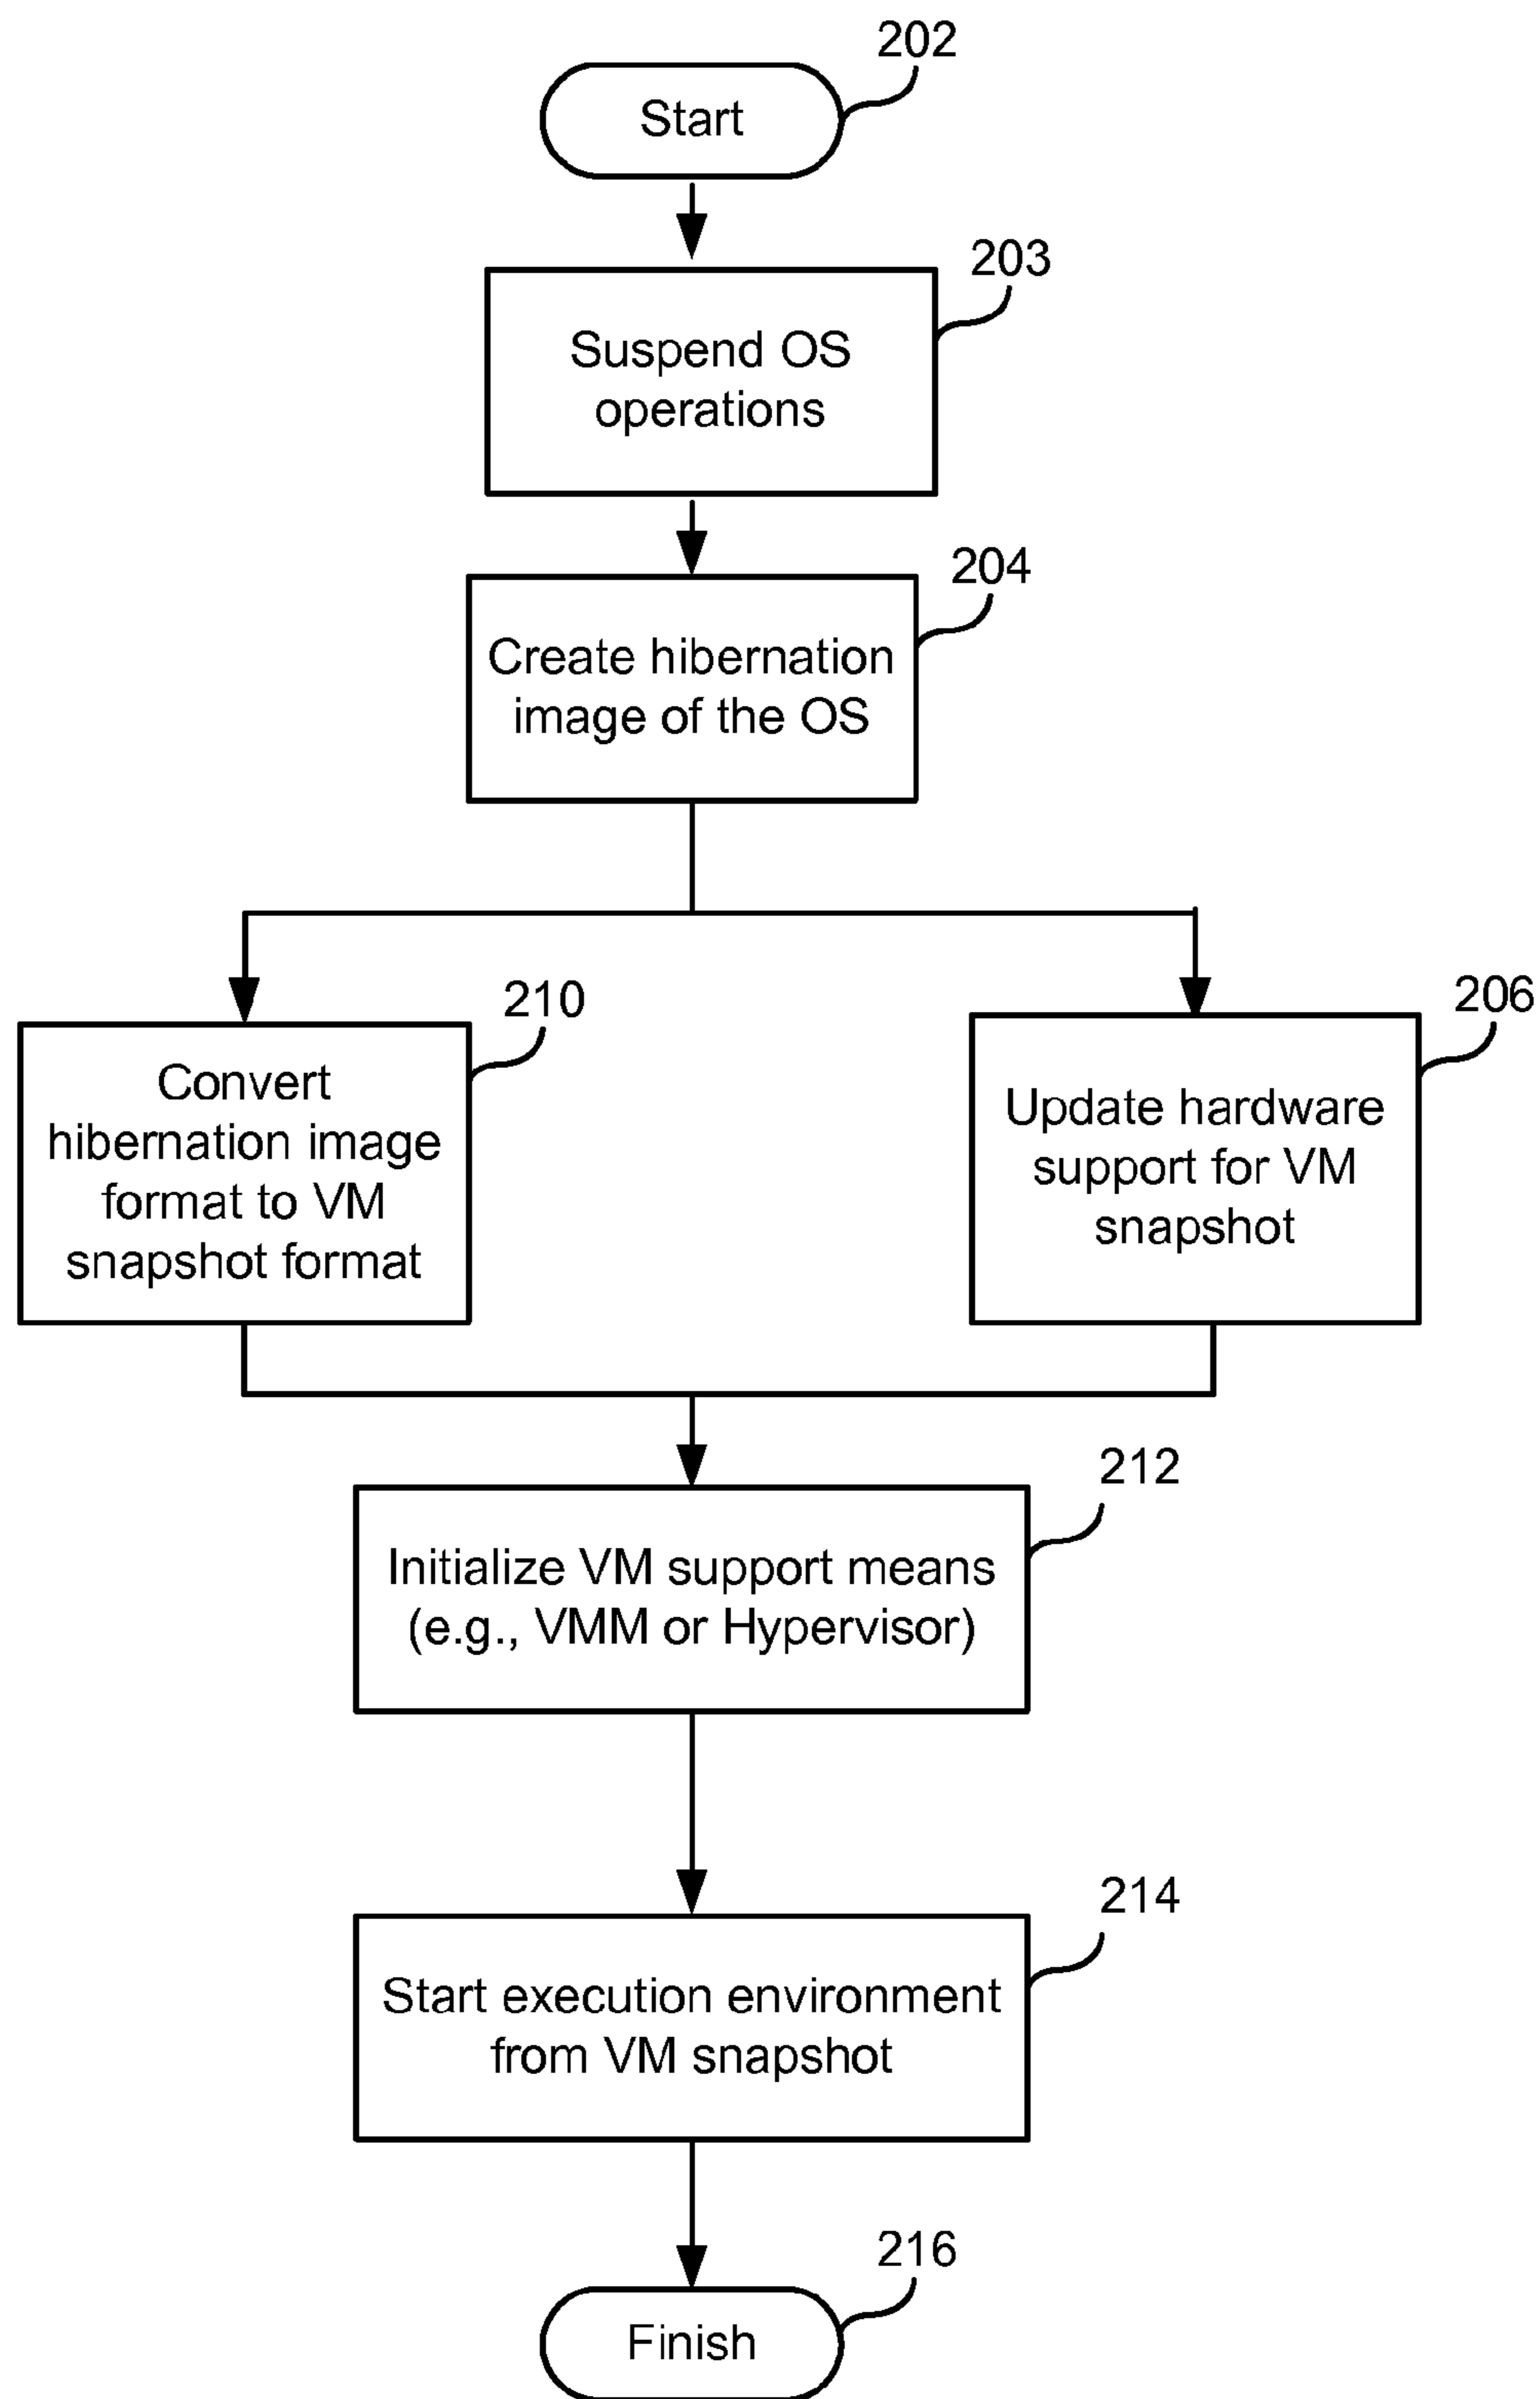 202
Start
203
Suspend OS
operations
204
Create hibernation
image of the OS
210
Convert
hibernation image
format to VM
snapshot format
206
Update hardware
support for VM
snapshot
212
Initialize VM support means
(e.g., VMM or Hypervisor)
214
Start execution environment
from VM snapshot
216
Finish